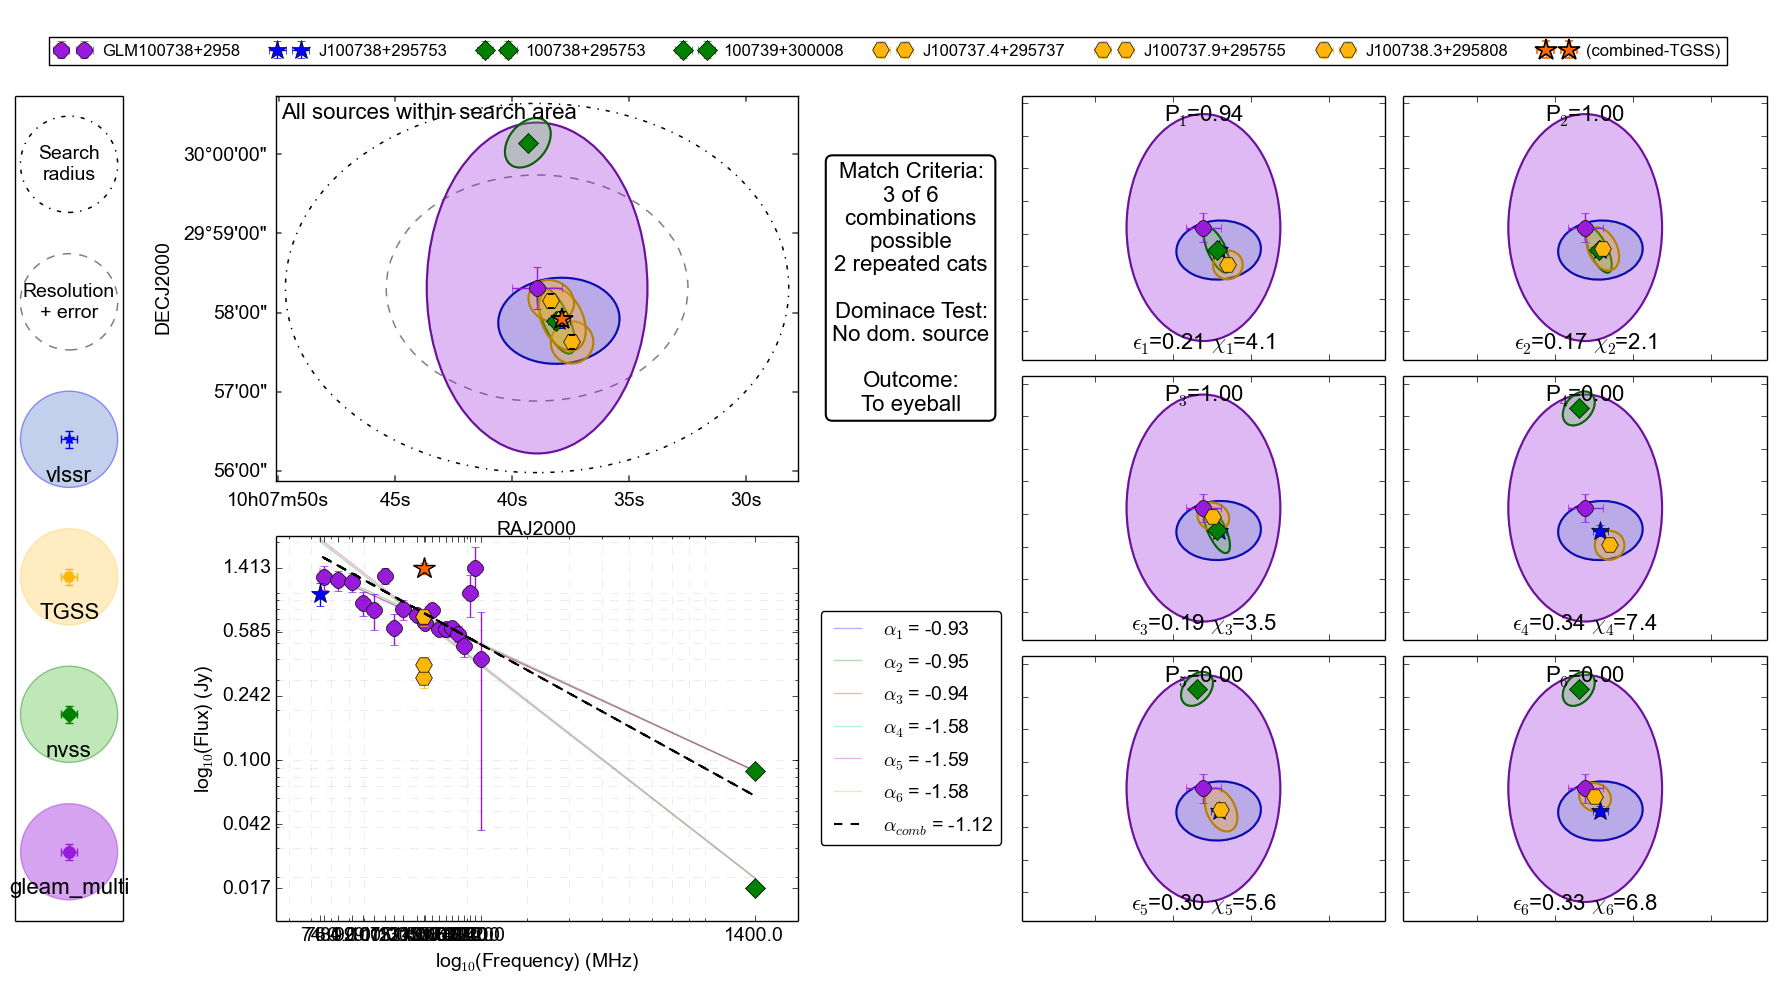 GLM100738+2958 J100738+295753 100738+295753 100739+300008 J100737.4+295737 J100737.9+295755 J100738.3+295808 (combined-TGSS)
Search
radius
Resolution
+ error
vlssr
TGSS
nvss
gleam_multi
All sources within search area
DECJ2000
30°00'00"
29°59'00"
58'00"
57'00"
56'00"
10h07m50s 45s 40s 35s 30s
RAJ2000
Match Criteria:
3 of 6
combinations
possible
2 repeated cats
Dominace Test:
No dom. source
Outcome:
To eyeball
log₁₀(Flux) (Jy)
1.413
0.585
0.242
0.100
0.042
0.017
1400.0
log₁₀(Frequency) (MHz)
α₁ = -0.93
α₂ = -0.95
α₃ = -0.94
α₄ = -1.58
α₅ = -1.59
α₆ = -1.58
α_comb = -1.12
P₁=0.94
ϵ₁=0.21 χ₁=4.1
P₂=1.00
ϵ₂=0.17 χ₂=2.1
P₃=1.00
ϵ₃=0.19 χ₃=3.5
P₄=0.00
ϵ₄=0.34 χ₄=7.4
P₅=0.00
ϵ₅=0.30 χ₅=5.6
P₆=0.00
ϵ₆=0.33 χ₆=6.8